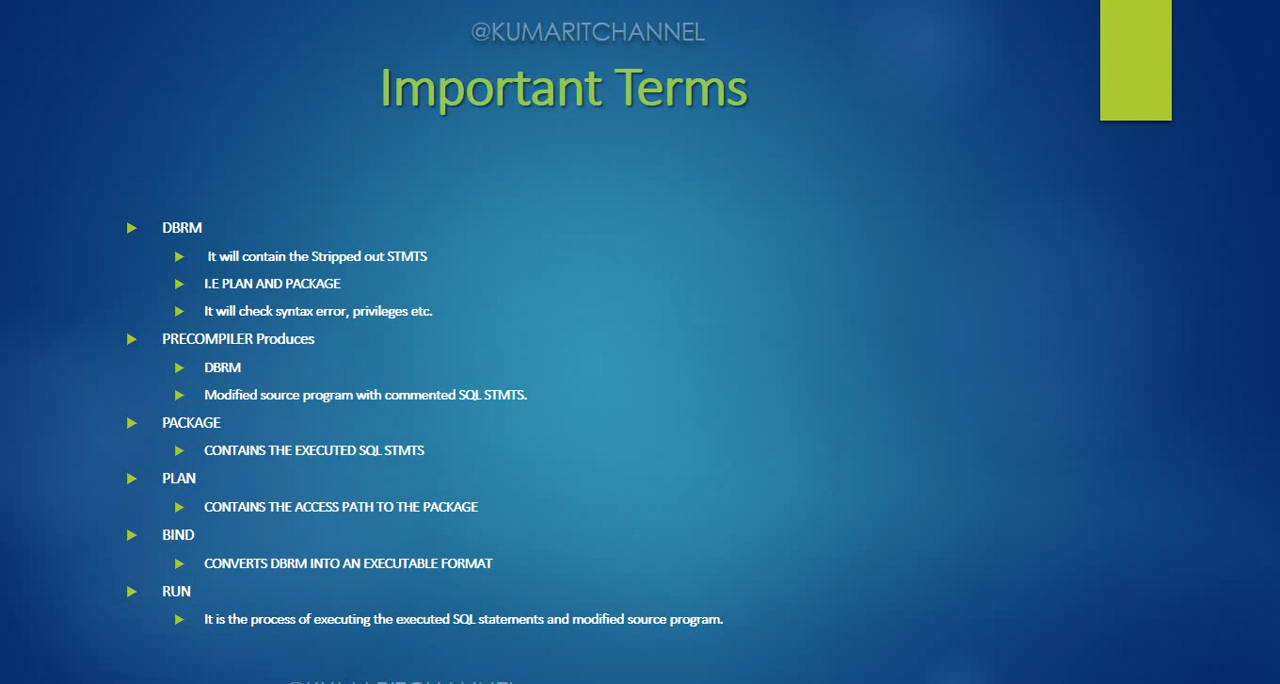 @KUMARITCHANNEL
Important Terms
DBRM
It will contain the Stripped out STMTS
I.E PLAN AND PACKAGE
It will check syntax error, privileges etc.
PRECOMPILER Produces
DBRM
Modified source program with commented SQL STMTS.
PACKAGE
CONTAINS THE EXECUTED SQL STMTS
PLAN
CONTAINS THE ACCESS PATH TO THE PACKAGE
BIND
CONVERTS DBRM INTO AN EXECUTABLE FORMAT
RUN
It is the process of executing the executed SQL statements and modified source program.